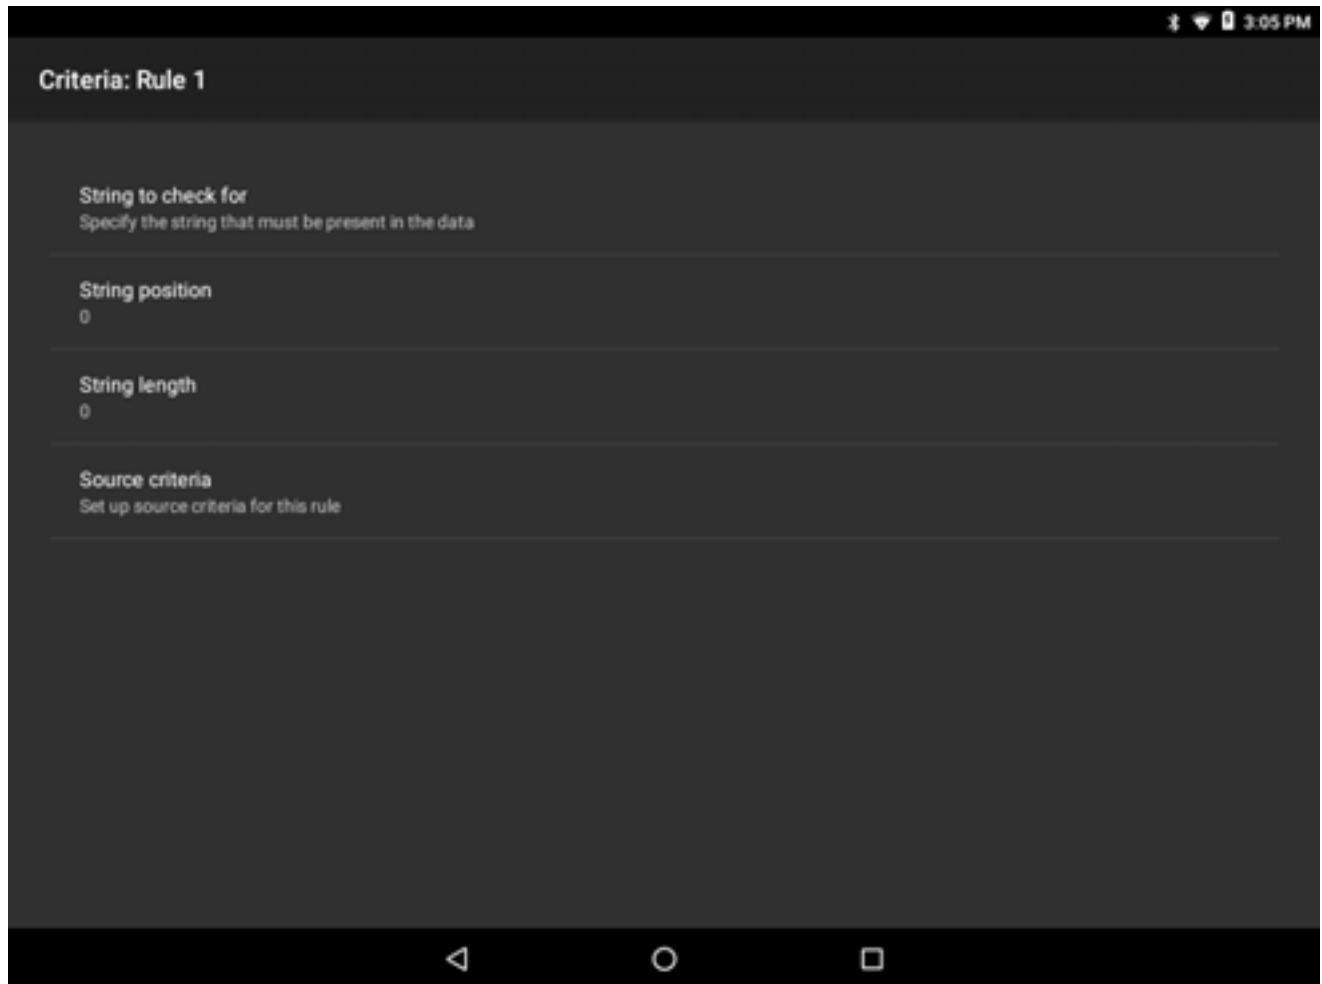 3:05 PM
Criteria: Rule 1
String to check for
Specify the string that must be present in the data
String position
0
String length
0
Source criteria
Set up source criteria for this rule